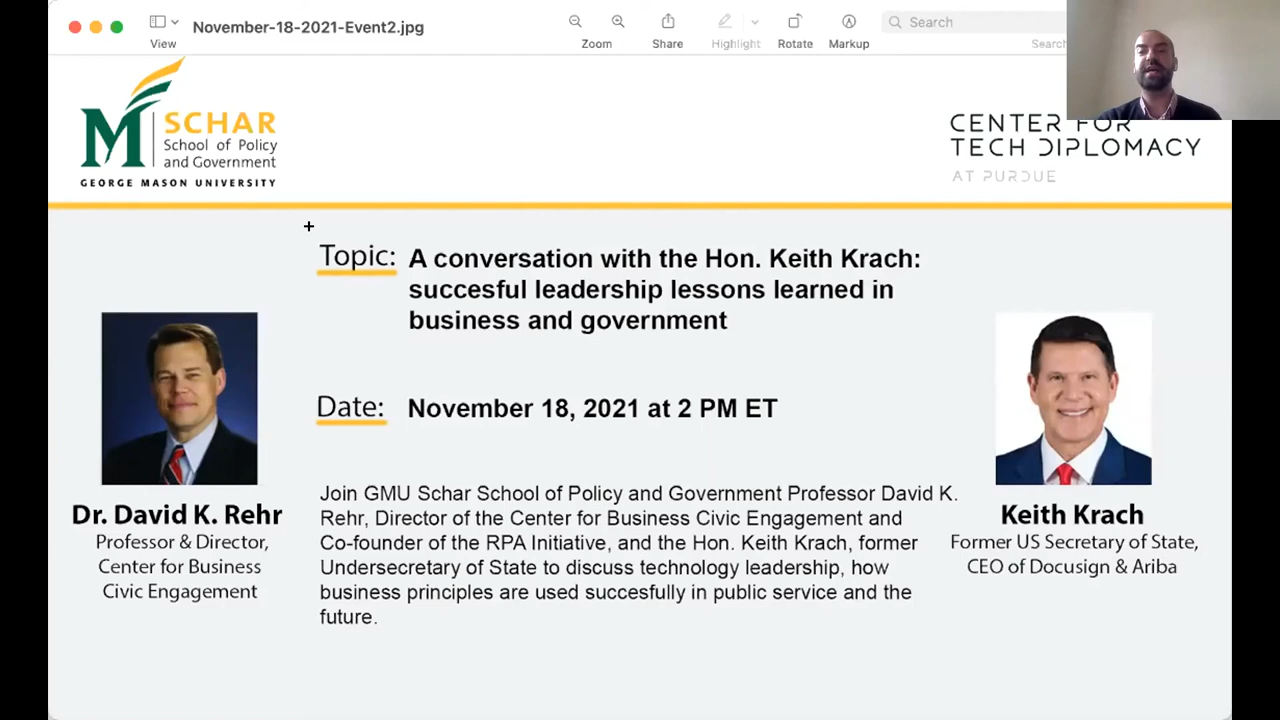 November-18-2021-Event2.jpg
View
Zoom
Share
Highlight
Rotate
Markup
Search
Search
M SCHAR
School of Policy
and Government
GEORGE MASON UNIVERSITY
CENTER FOR
TECH DIPLOMACY
AT PURDUE
Topic: A conversation with the Hon. Keith Krach:
succesful leadership lessons learned in
business and government
Date: November 18, 2021 at 2 PM ET
Join GMU Schar School of Policy and Government Professor David K.
Rehr, Director of the Center for Business Civic Engagement and
Co-founder of the RPA Initiative, and the Hon. Keith Krach, former
Undersecretary of State to discuss technology leadership, how
business principles are used succesfully in public service and the
future.
Dr. David K. Rehr
Professor & Director,
Center for Business
Civic Engagement
Keith Krach
Former US Secretary of State,
CEO of Docusign & Ariba